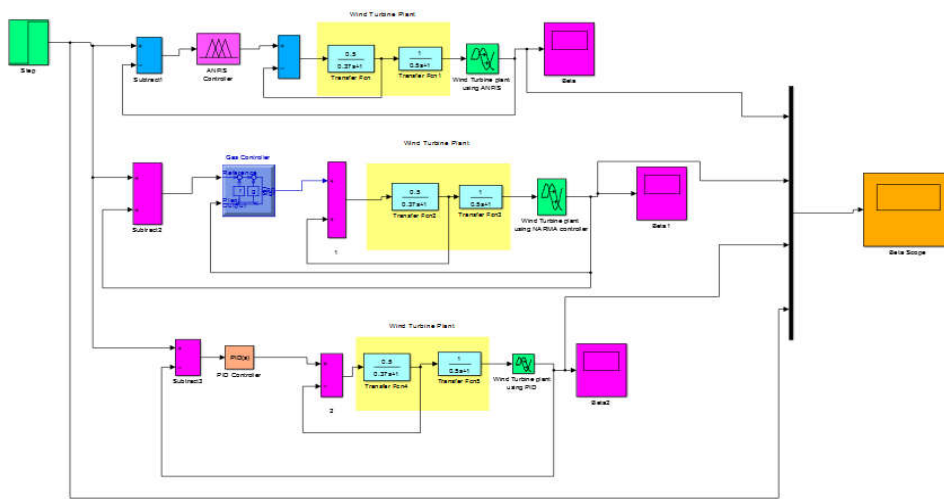 Wind Turbine Plant
Step
Subtract1
ANFIS
Controller
0.5
0.37s+1
Transfer Fcn
1
0.5s+1
Transfer Fcn1
Wind Turbine plant
using ANFIS
Beta
Wind Turbine Plant
Gas Controller
Reference
Plant
Output
Subtract2
1
0.5
0.37s+1
Transfer Fcn2
1
0.5s+1
Transfer Fcn3
Wind Turbine plant
using NARMA controller
Beta 1
Beta Scope
Wind Turbine Plant
Subtract3
PID(s)
PID Controller
2
0.5
0.37s+1
Transfer Fcn4
1
0.5s+1
Transfer Fcn5
Wind Turbine plant
using PID
Beta2